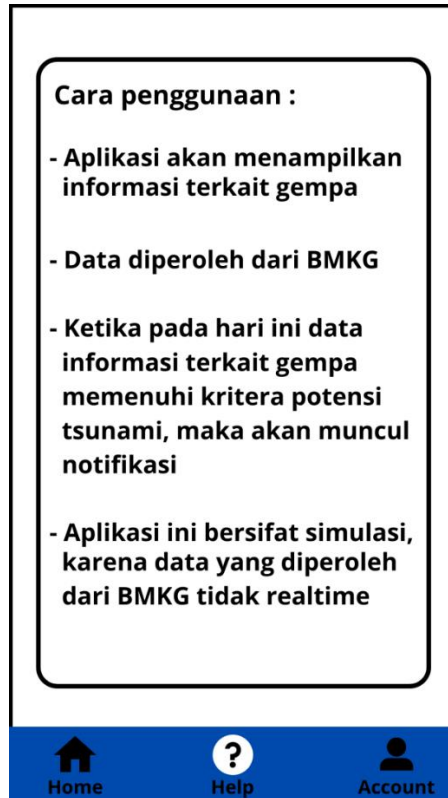 Cara penggunaan :
- Aplikasi akan menampilkan
informasi terkait gempa
- Data diperoleh dari BMKG
- Ketika pada hari ini data
informasi terkait gempa
memenuhi kritera potensi
tsunami, maka akan muncul
notifikasi
- Aplikasi ini bersifat simulasi,
karena data yang diperoleh
dari BMKG tidak realtime
?
Home Help Account